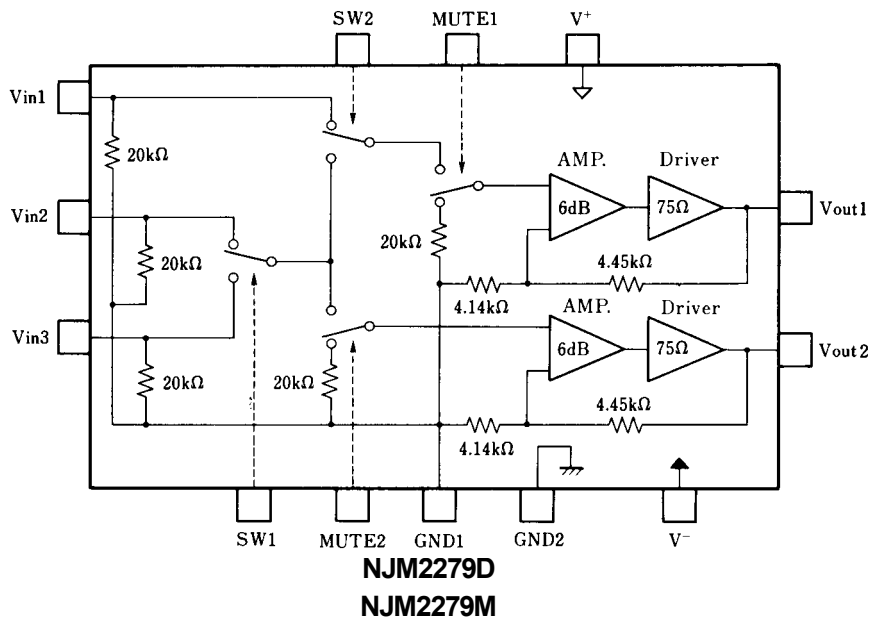 SW2
MUTE1
V+
Vin1
20kΩ
AMP.
Driver
Vin2
6dB
75Ω
Vout1
20kΩ
20kΩ
4.45kΩ
4.14kΩ
AMP.
Driver
Vin3
6dB
75Ω
Vout2
20kΩ
20kΩ
4.45kΩ
4.14kΩ
SW1
MUTE2
GND1
GND2
V−
NJM2279D
NJM2279M